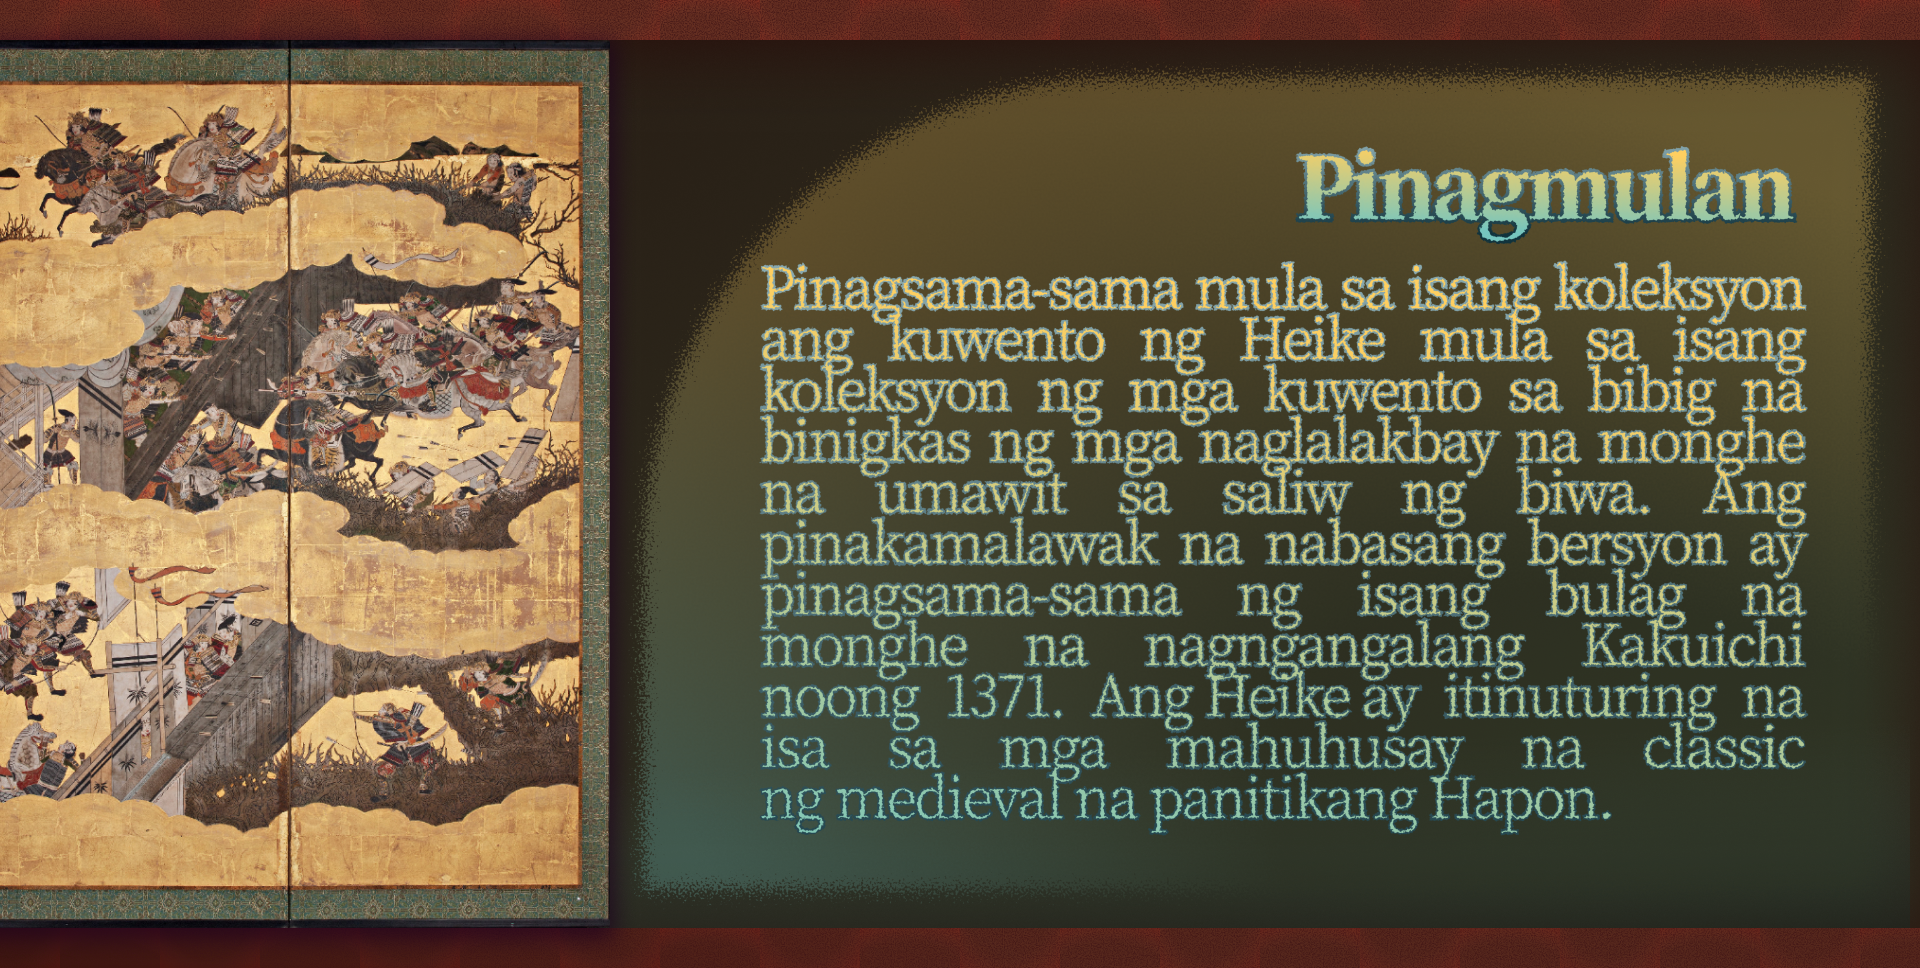 Pinagmulan
Pinagsama-sama mula sa isang koleksyon
ang kuwento ng Heike mula sa isang
koleksyon ng mga kuwento sa bibig na
binigkas ng mga naglalakbay na monghe
na umawit sa saliw ng biwa. Ang
pinakamalawak na nabasang bersyon ay
pinagsama-sama ng isang bulag na
monghe na nagngangalang Kakuichi
noong 1371. Ang Heike ay itinuturing na
isa sa mga mahuhusay na classic
ng medieval na panitikang Hapon.